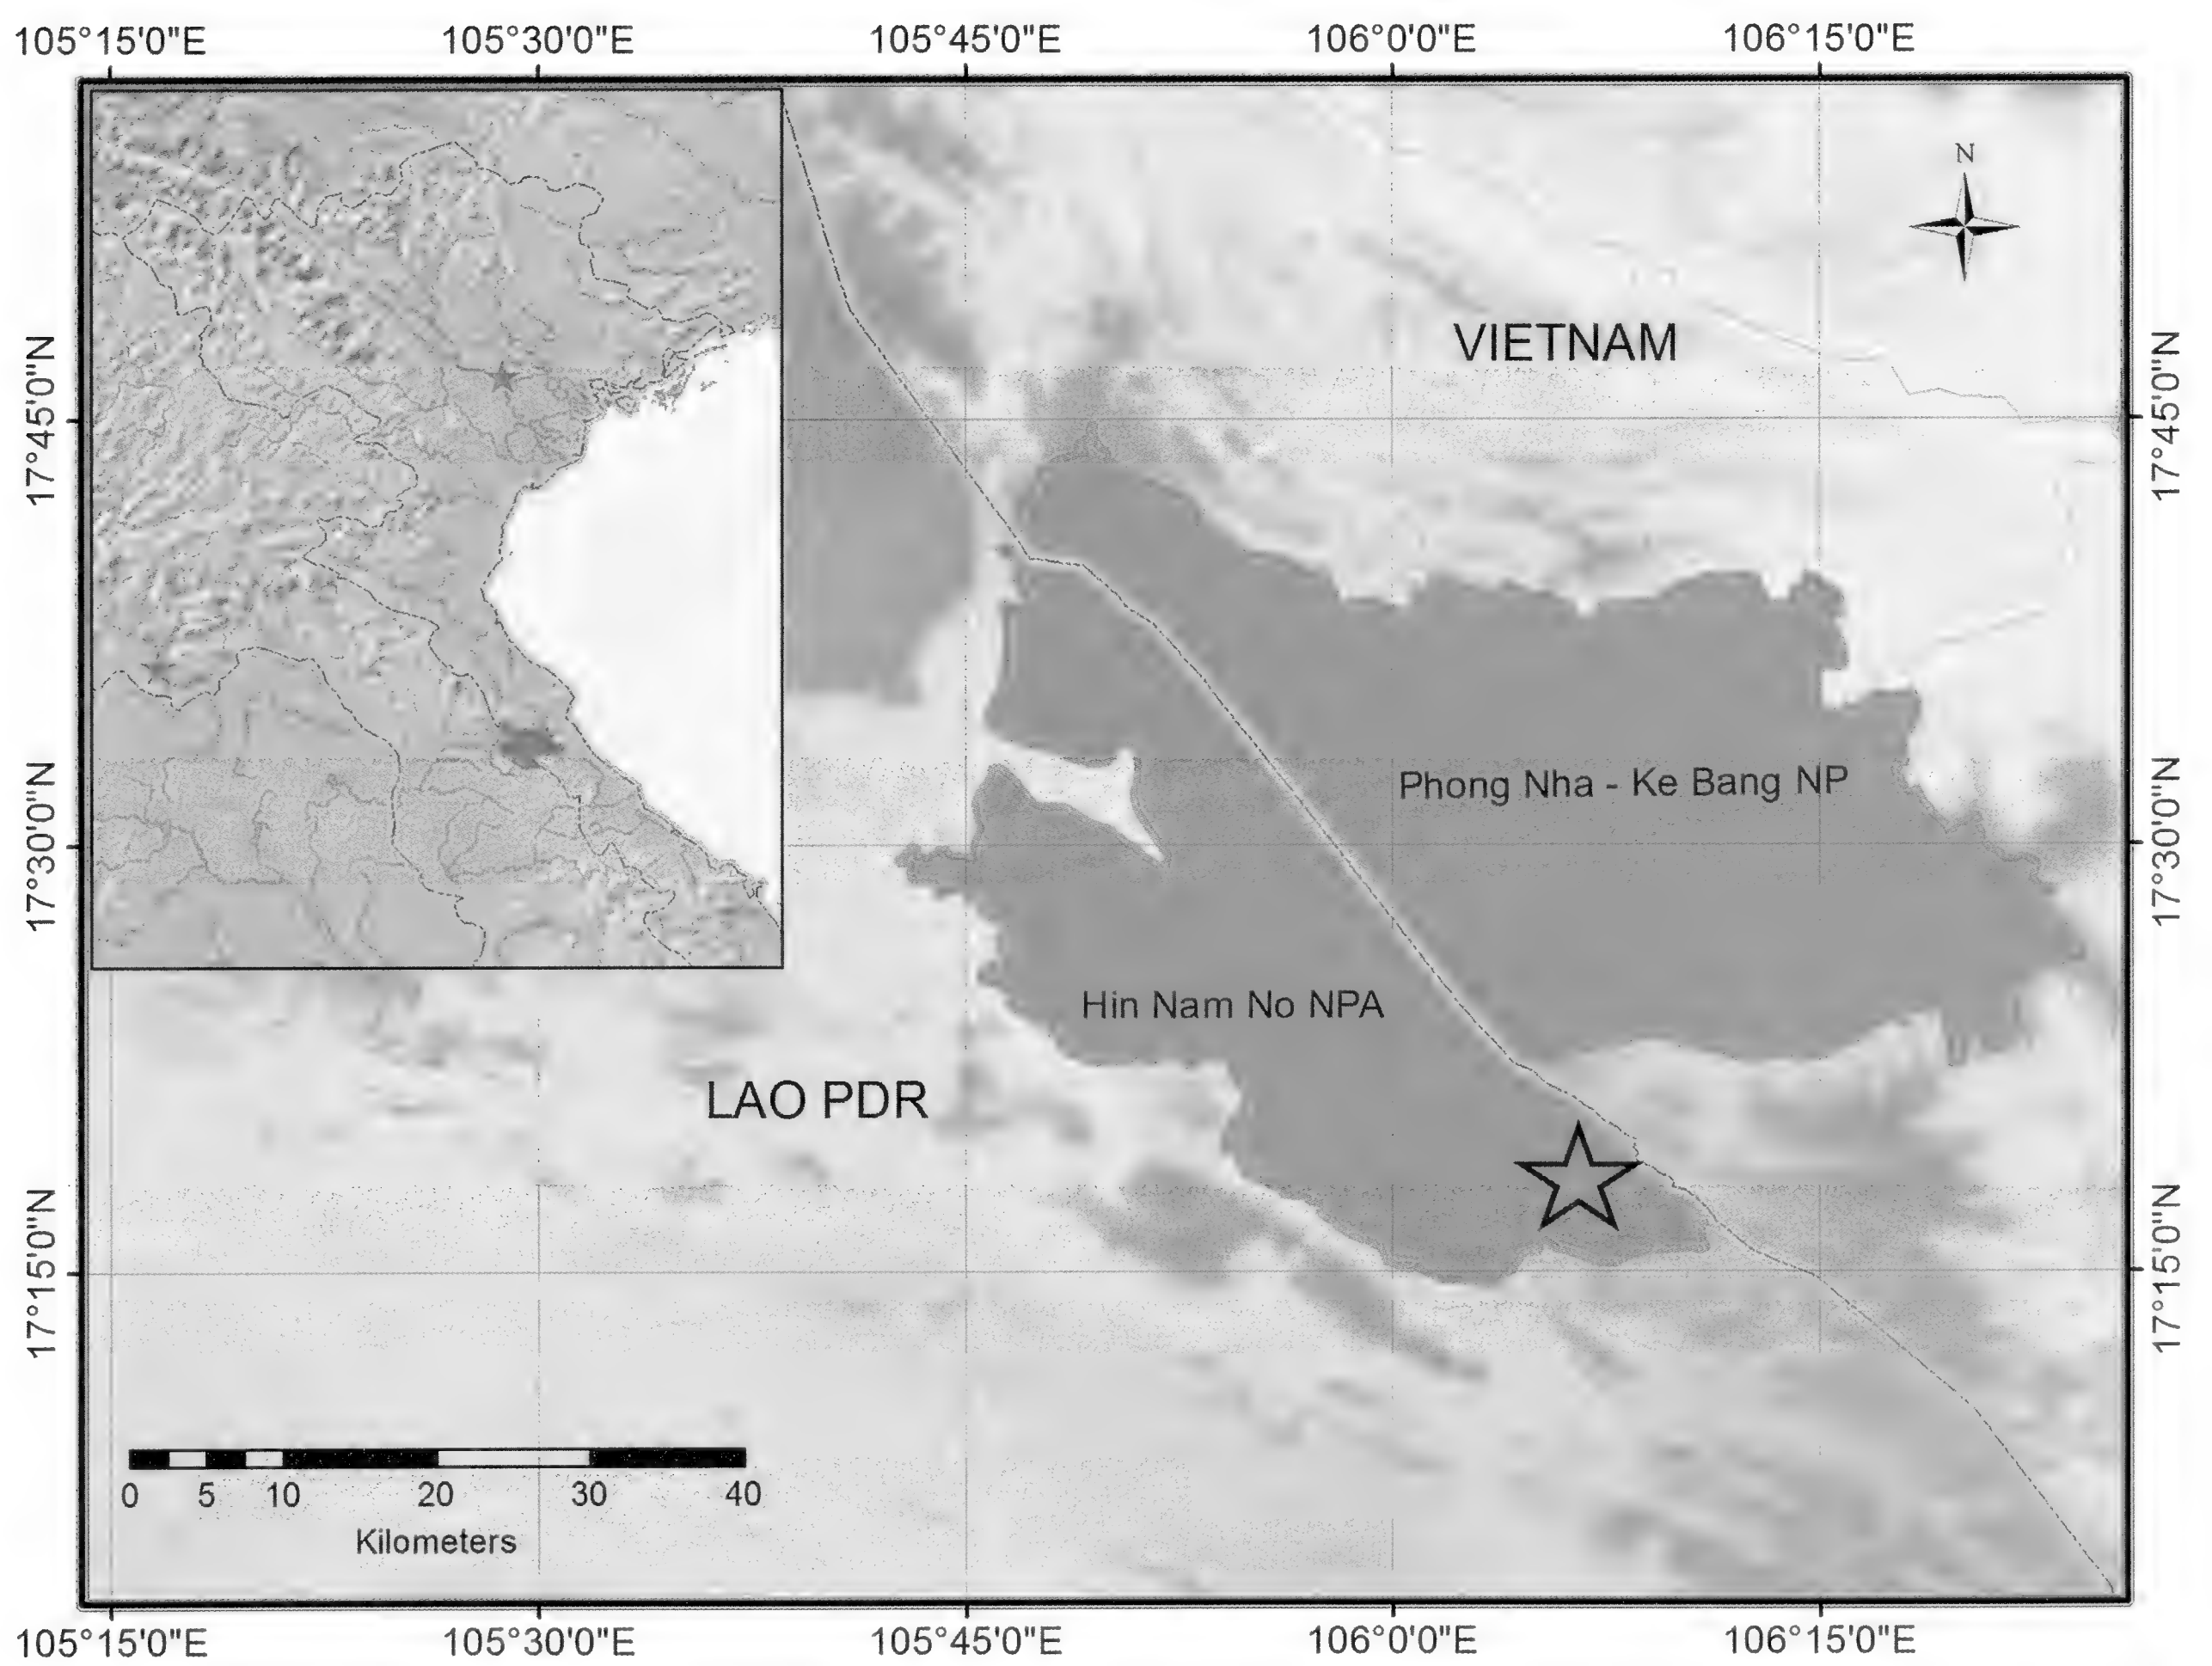 105°15'0"E 105°30'0"E 105°45'0"E 106°0'0"E 106°15'0"E
N
VIETNAM
17°45'0"N 17°45'0"N
Phong Nha - Ke Bang NP
17°30'0"N 17°30'0"N
Hin Nam No NPA
LAO PDR
17°15'0"N 17°15'0"N
0 5 10 20 30 40
Kilometers
105°15'0"E 105°30'0"E 105°45'0"E 106°0'0"E 106°15'0"E